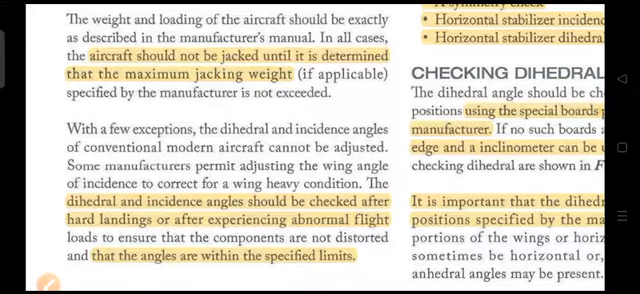 The weight and loading of the aircraft should be exactly
as described in the manufacturer's manual. In all cases,
the aircraft should not be jacked until it is determined
that the maximum jacking weight (if applicable)
specified by the manufacturer is not exceeded.
With a few exceptions, the dihedral and incidence angles
of conventional modern aircraft cannot be adjusted.
Some manufacturers permit adjusting the wing angle
of incidence to correct for a wing heavy condition. The
dihedral and incidence angles should be checked after
hard landings or after experiencing abnormal flight
loads to ensure that the components are not distorted
and that the angles are within the specified limits.
• Horizontal stabilizer
• Horizontal stabilizer
CHECKING DIHEDRAL
The dihedral angle should be
positions using the special boards
manufacturer. If no such boards
edge and a inclinometer can be
checking dihedral are shown in
It is important that the
positions specified by the
portions of the wings or
sometimes be horizontal or,
anhedral angles may be present.